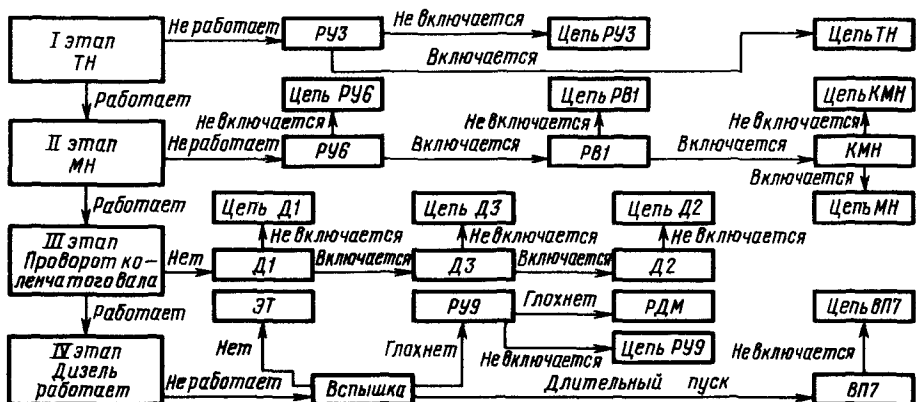 I этап
ТН
Не работает
РУ3
Не включается
Цепь РУ3
Включается
Цепь ТН
Работает
II этап
МН
Не работает
Не включается
Цепь РУ6
РУ6
Включается
Не включается
Цепь РВ1
РВ1
Включается
Не включается
Цепь КМН
КМН
Включается
Цепь МН
Работает
III этап
Проворот ко-
ленчатого вала
Нет
Цепь Д1
Не включается
Д1
Включается
Цепь Д3
Не включается
Д3
Включается
Цепь Д2
Не включается
Д2
Работает
IV этап
Дизель
работает
Не работает
Вспышка
Нет
ЭТ
Глохнет
РУ9
Глохнет
РДМ
Не включается
Цепь РУ9
Длительный пуск
ВП7
Не включается
Цепь ВП7